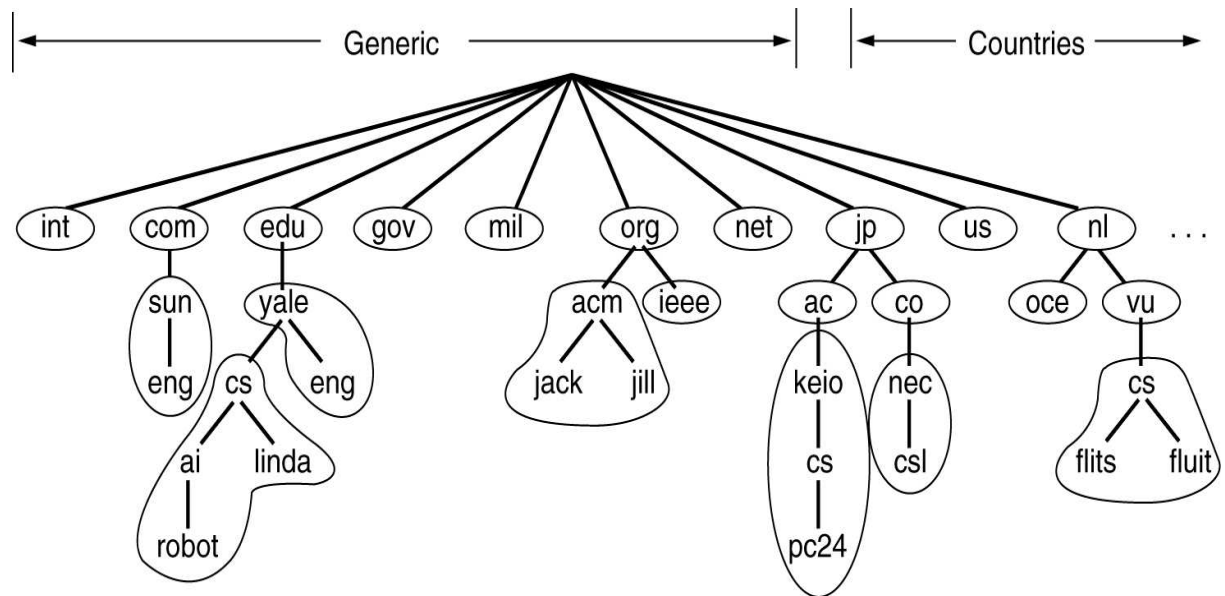 Generic Countries
int com edu gov mil org net jp us nl ...
sun yale acm ieee ac co oce vu
eng cs eng jack jill keio nec cs
ai linda cs csl flits fluit
robot pc24